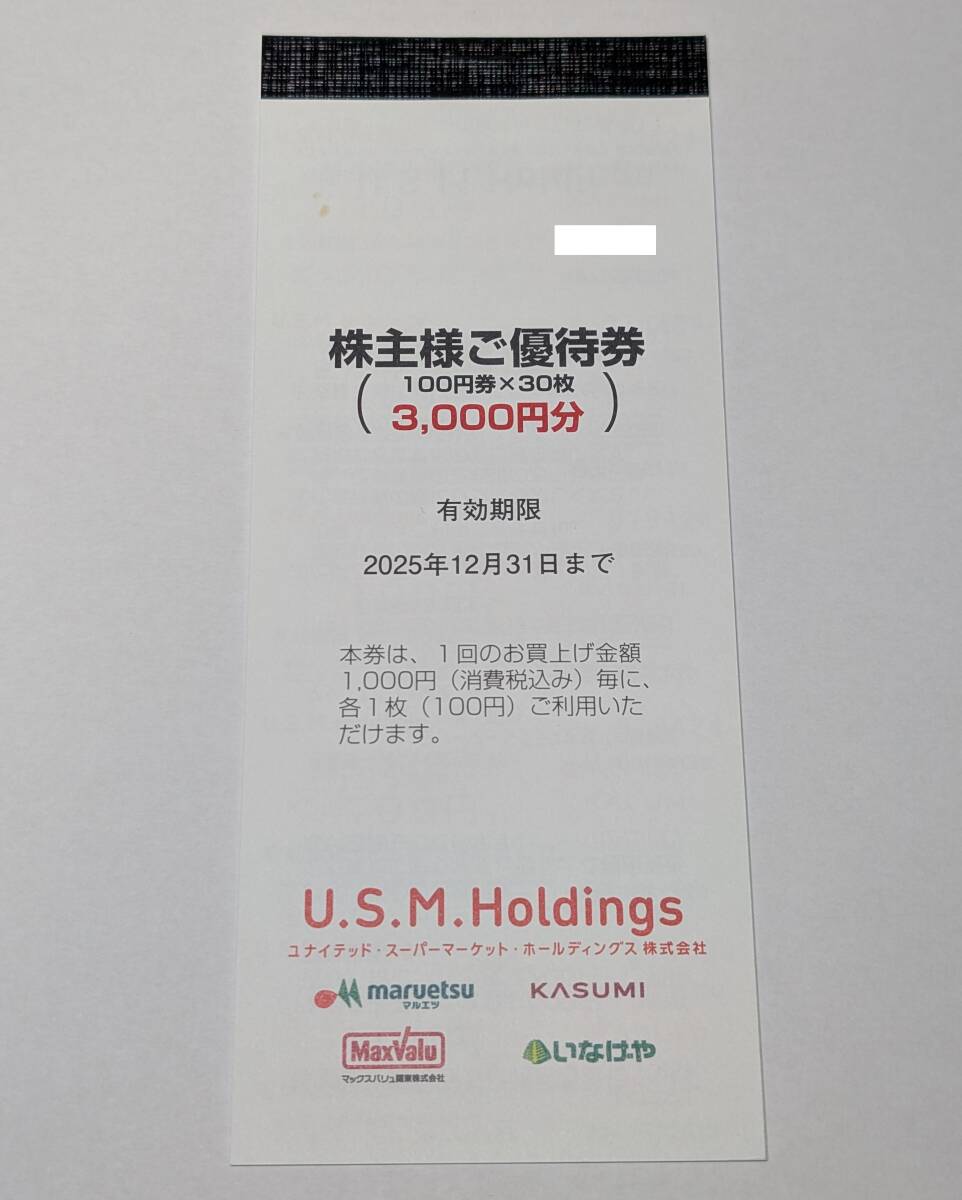 株主様ご優待券
(100円券×30枚
3,000円分)
有効期限
2025年12月31日まで
本券は、1回のお買上げ金額
1,000円(消費税込み)毎に、
各1枚(100円)ご利用いた
だけます。
U.S.M.Holdings
ユナイテッド・スーパーマーケット・ホールディングス 株式会社
maruetsu
マルエツ
KASUMI
MaxValu
マックスバリュ関東株式会社
いなげや